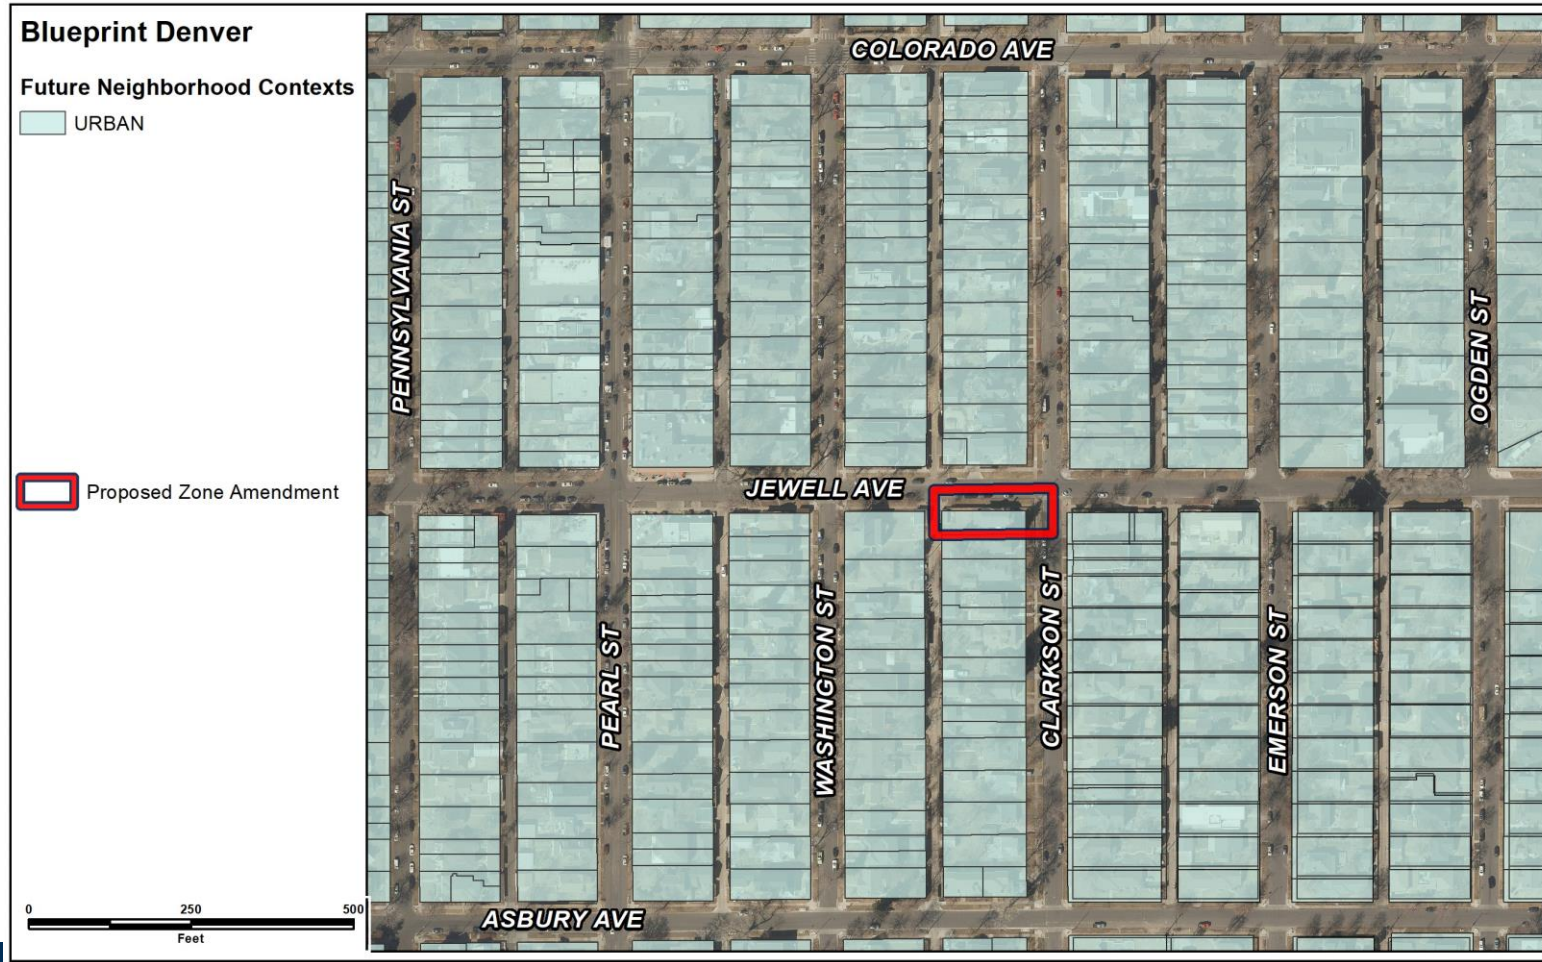 Blueprint Denver
Future Neighborhood Contexts
URBAN
Proposed Zone Amendment
0 250 500
Feet
COLORADO AVE
PENNSYLVANIA ST
OGDEN ST
JEWELL AVE
PEARL ST
WASHINGTON ST
CLARKSON ST
EMERSON ST
ASBURY AVE